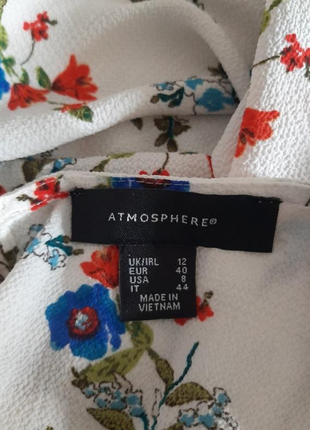 ATMOSPHERE®
UK/IRL 12
EUR 40
USA 8
IT 44
MADE IN
VIETNAM